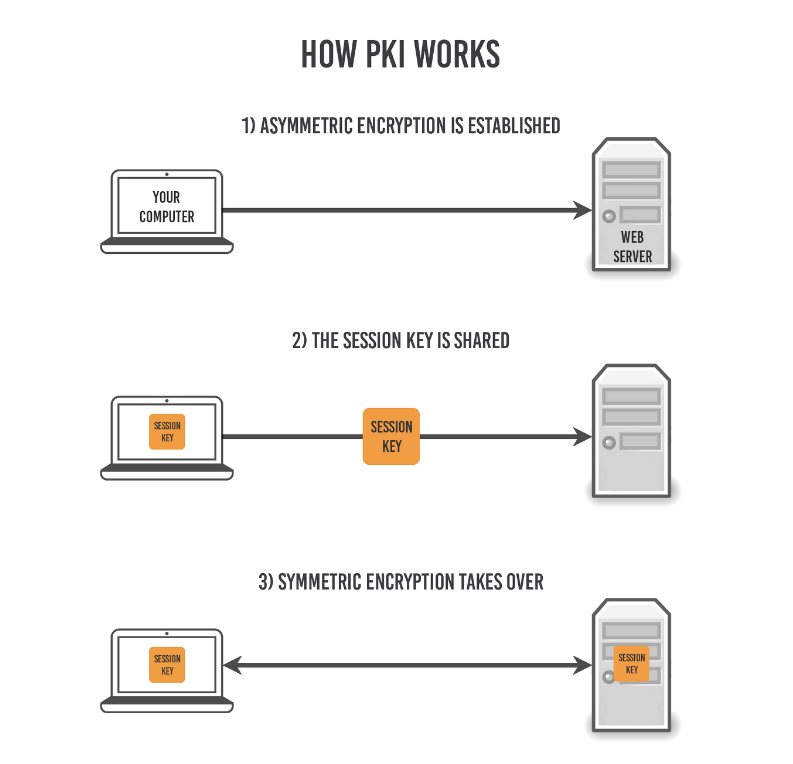 HOW PKI WORKS
1) ASYMMETRIC ENCRYPTION IS ESTABLISHED
YOUR
COMPUTER
WEB
SERVER
2) THE SESSION KEY IS SHARED
SESSION
KEY
SESSION
KEY
3) SYMMETRIC ENCRYPTION TAKES OVER
SESSION
KEY
SESSION
KEY